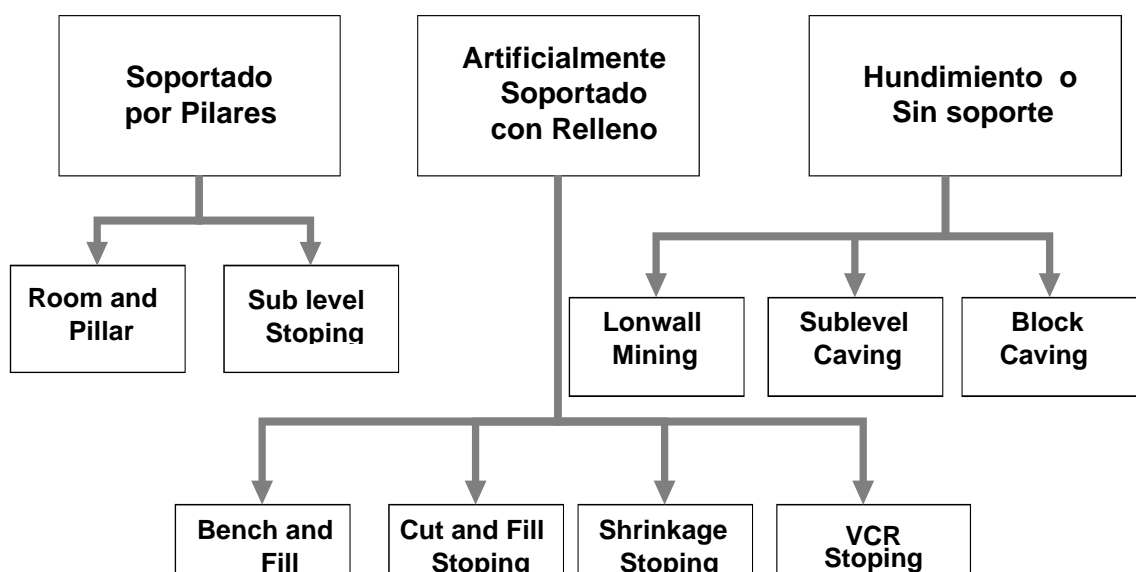 Soportado
por Pilares
Artificialmente
Soportado
con Relleno
Hundimiento o
Sin soporte
Room and
Pillar
Sub level
Stoping
Lonwall
Mining
Sublevel
Caving
Block
Caving
Bench and
Fill
Cut and Fill
Stoping
Shrinkage
Stoping
VCR
Stoping